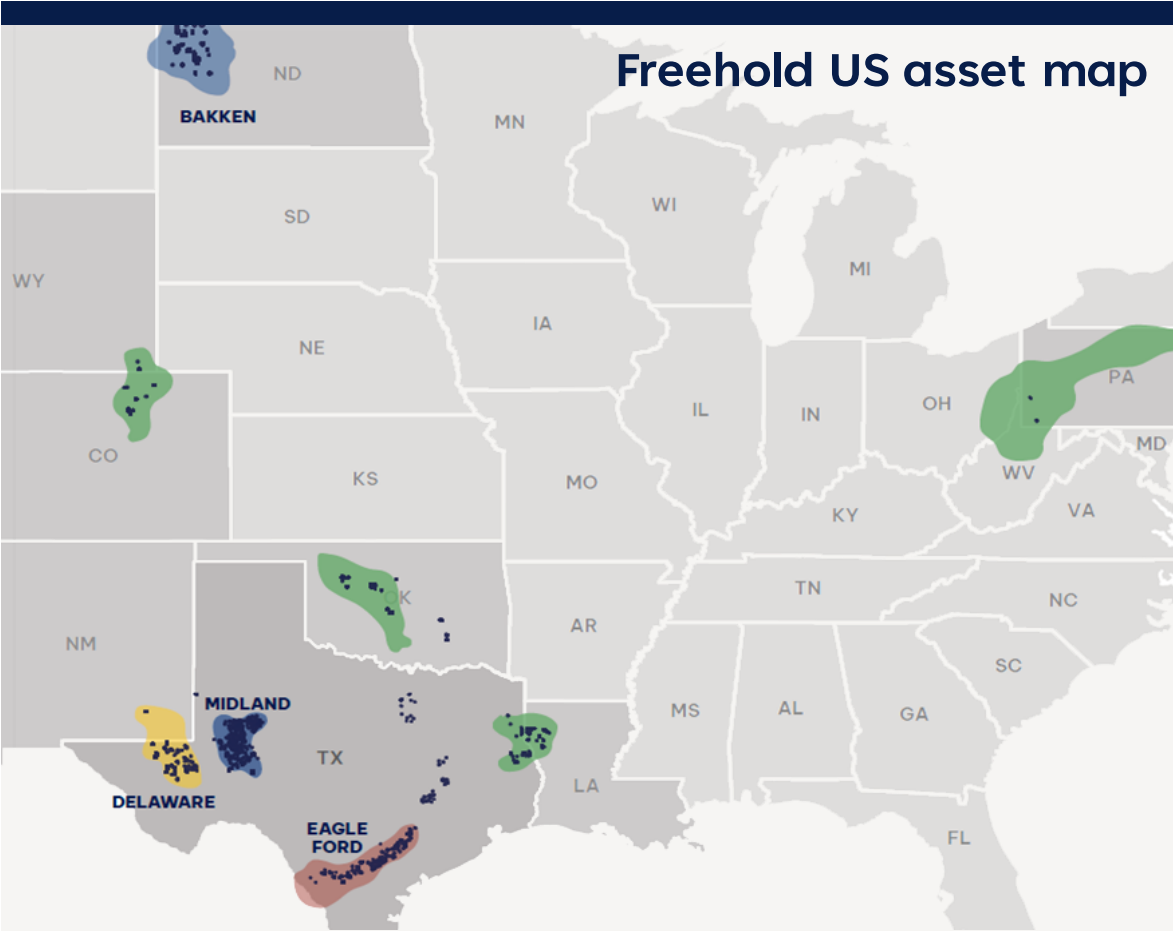 Freehold US asset map
ND
BAKKEN
MN
SD
WI
WY
MI
IA
NE
PA
OH
IL
IN
CO
MD
WV
KS
MO
VA
KY
TN
OK
NC
AR
NM
SC
MIDLAND
MS
AL
GA
TX
LA
DELAWARE
EAGLE
FORD
FL